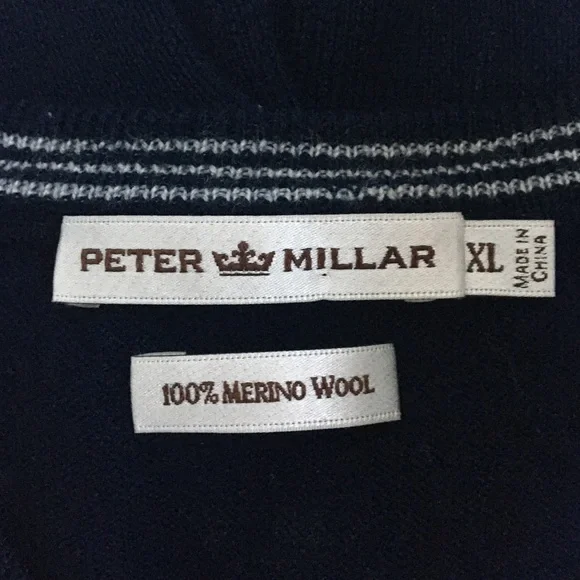 PETER MILLAR
XL
MADE IN
CHINA
100% MERINO WOOL